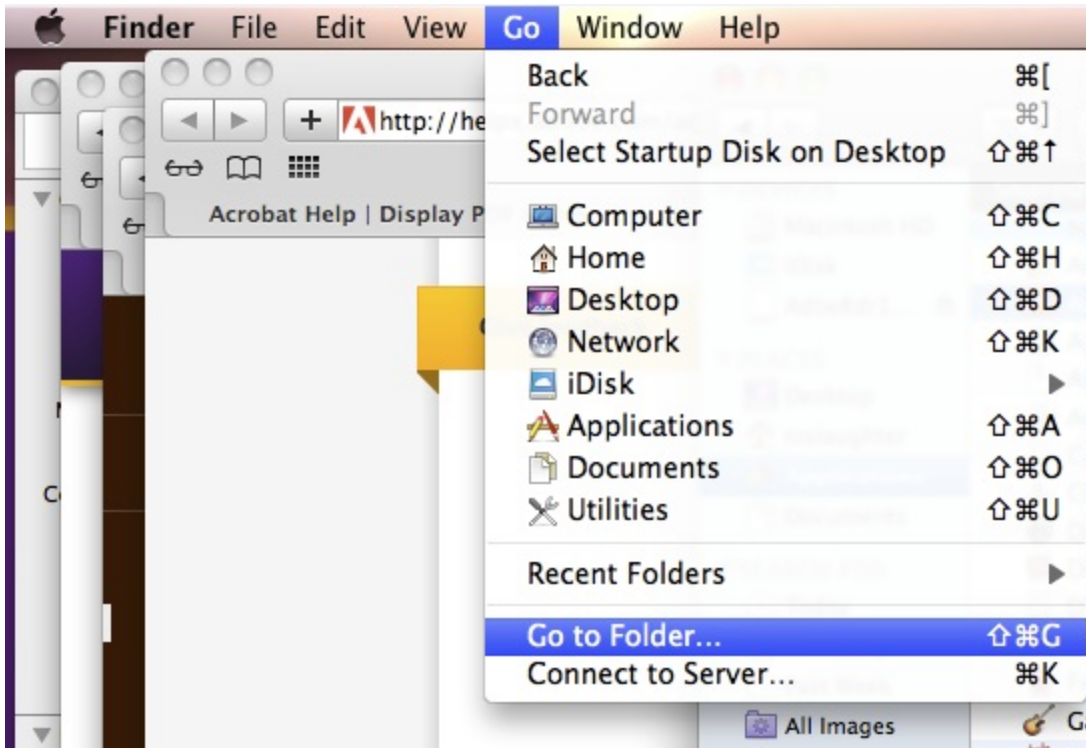 Finder File Edit View Go Window Help
Back ⌘[
Forward ⌘]
Select Startup Disk on Desktop ⇧⌘↑
Computer ⇧⌘C
Home ⇧⌘H
Desktop ⇧⌘D
Network ⇧⌘K
iDisk
Applications ⇧⌘A
Documents ⇧⌘O
Utilities ⇧⌘U
Recent Folders
Go to Folder... ⇧⌘G
Connect to Server... ⌘K
http://he
Acrobat Help | Display P
All Images